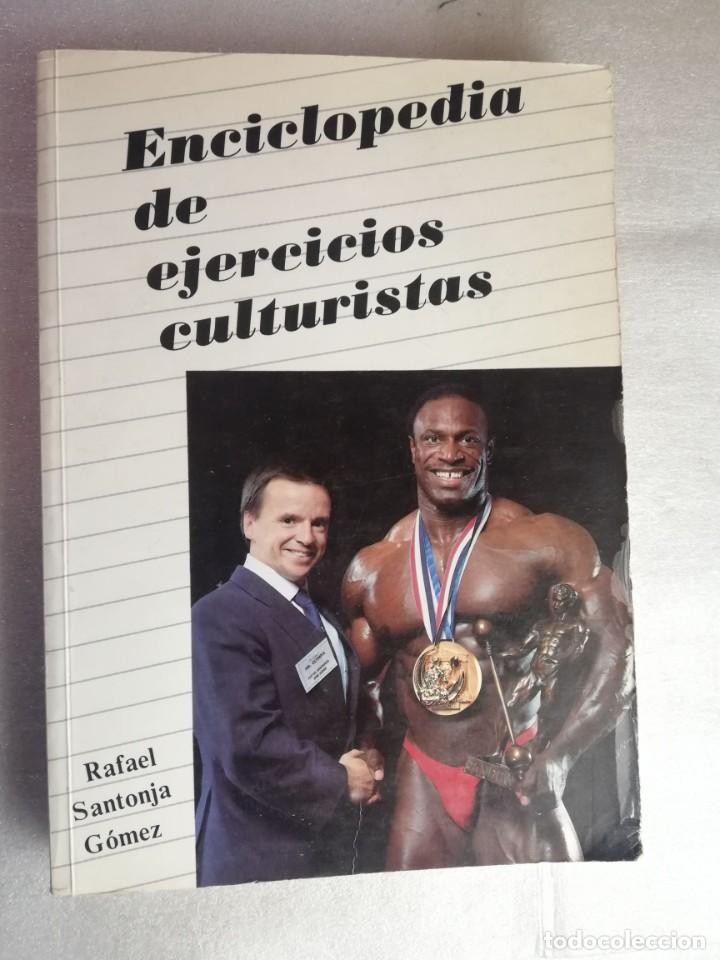 Enciclopedia
de
ejercicios
culturistas
Rafael
Santonja
Gómez
todocoleccion